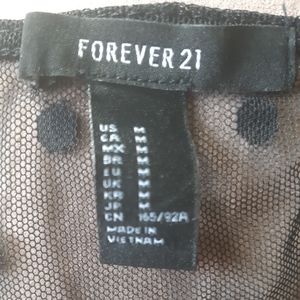 FOREVER 21
US M
CA M
MX M
BR M
EU M
UK M
KR M
JP M
CN 165/92A
MADE IN
VIETNAM